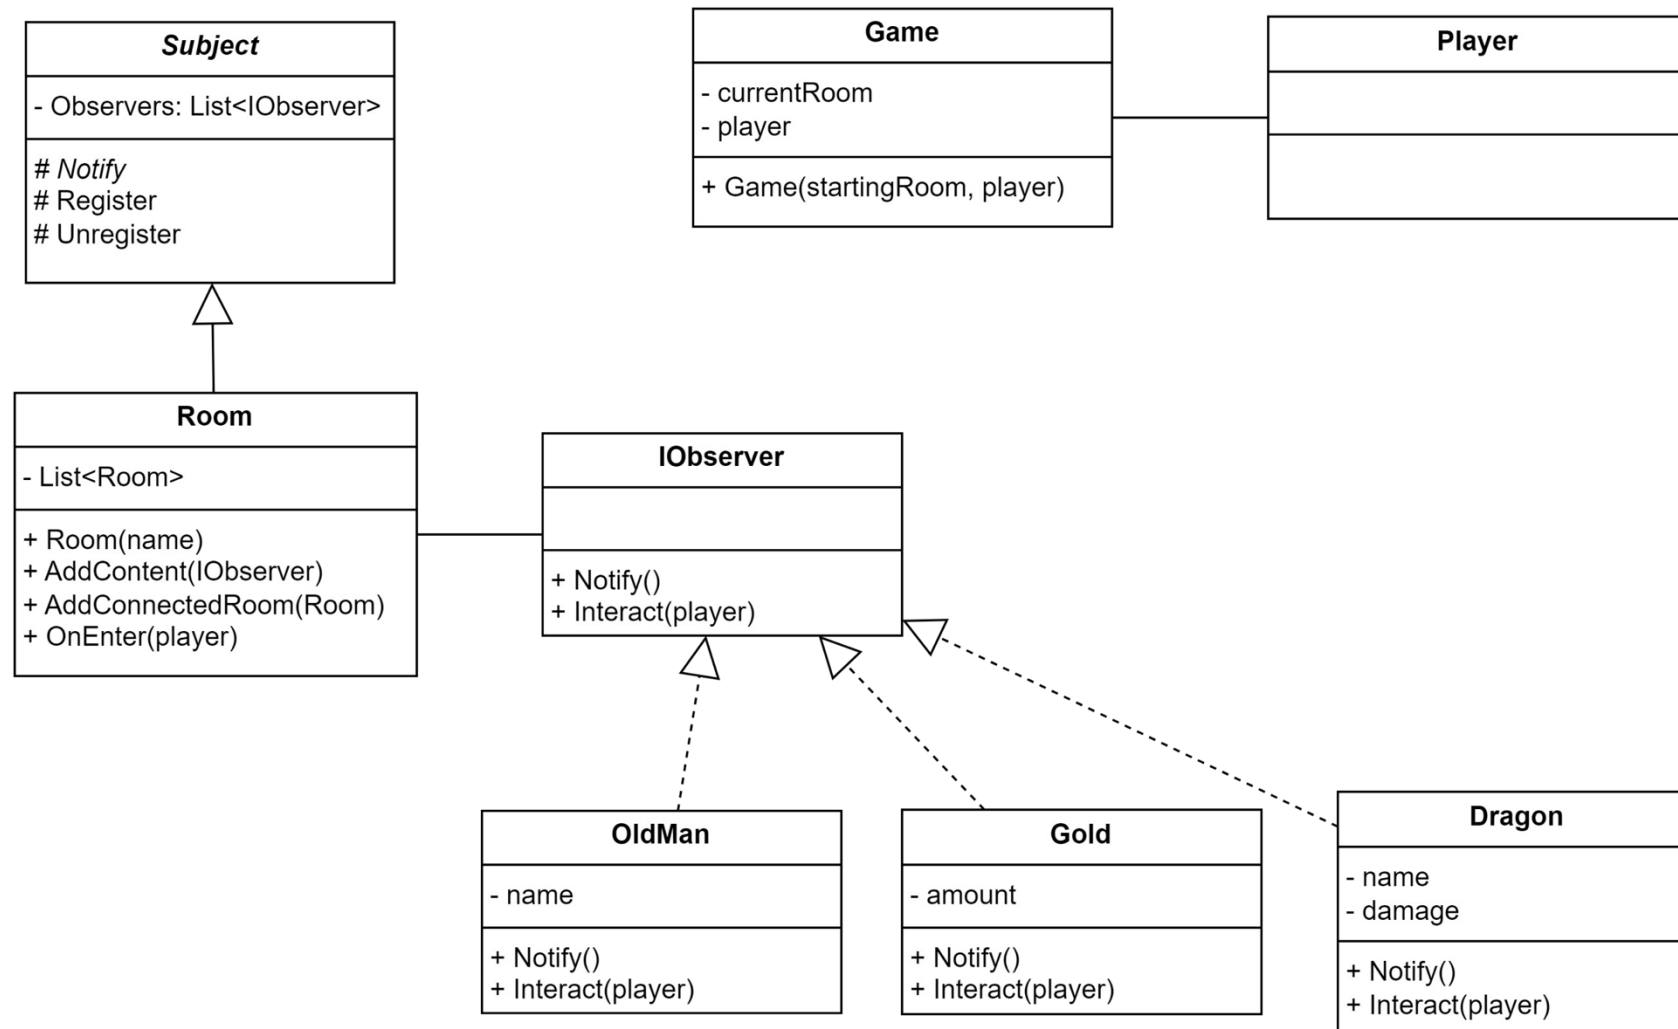 Subject
- Observers: List<IObserver>
# Notify
# Register
# Unregister
Game
- currentRoom
- player
+ Game(startingRoom, player)
Player
Room
- List<Room>
+ Room(name)
+ AddContent(IObserver)
+ AddConnectedRoom(Room)
+ OnEnter(player)
IObserver
+ Notify()
+ Interact(player)
OldMan
- name
+ Notify()
+ Interact(player)
Gold
- amount
+ Notify()
+ Interact(player)
Dragon
- name
- damage
+ Notify()
+ Interact(player)